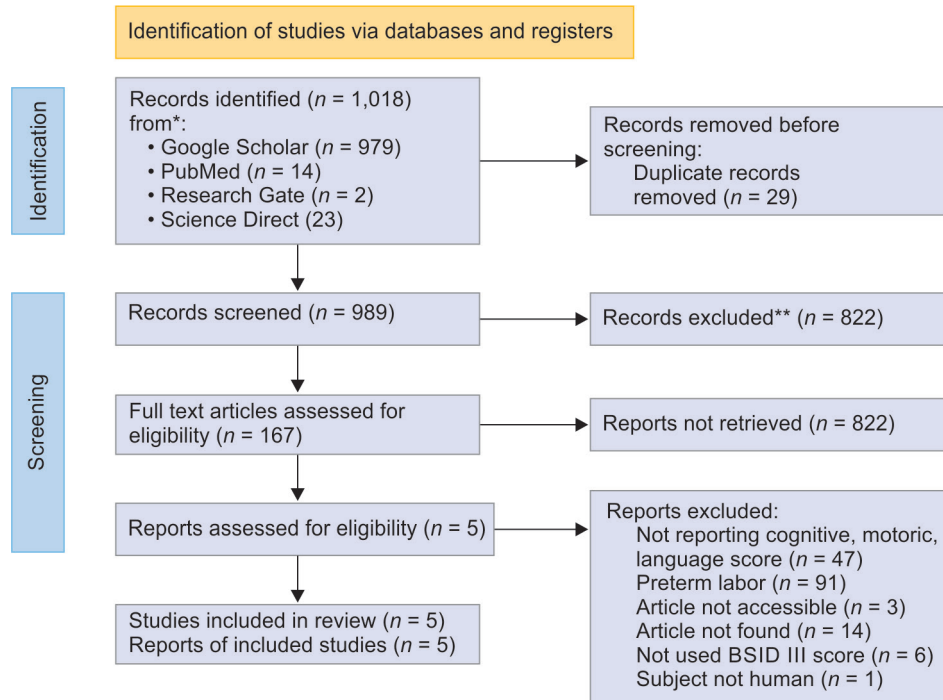 Identification of studies via databases and registers
Identification
Records identified (n = 1,018)
from*:
• Google Scholar (n = 979)
• PubMed (n = 14)
• Research Gate (n = 2)
• Science Direct (23)
Records removed before
screening:
Duplicate records
removed (n = 29)
Screening
Records screened (n = 989)
Records excluded** (n = 822)
Full text articles assessed for
eligibility (n = 167)
Reports not retrieved (n = 822)
Reports assessed for eligibility (n = 5)
Reports excluded:
Not reporting cognitive, motoric,
language score (n = 47)
Preterm labor (n = 91)
Article not accessible (n = 3)
Article not found (n = 14)
Not used BSID III score (n = 6)
Subject not human (n = 1)
Studies included in review (n = 5)
Reports of included studies (n = 5)